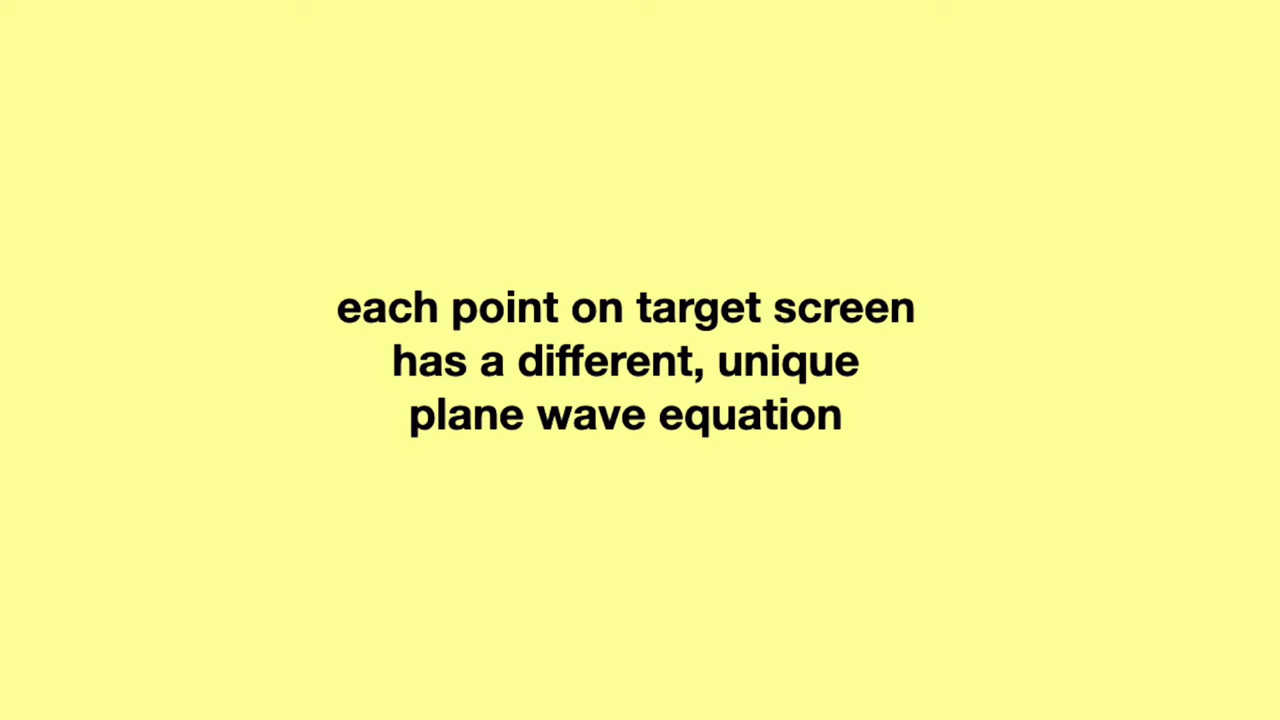 each point on target screen
has a different, unique
plane wave equation